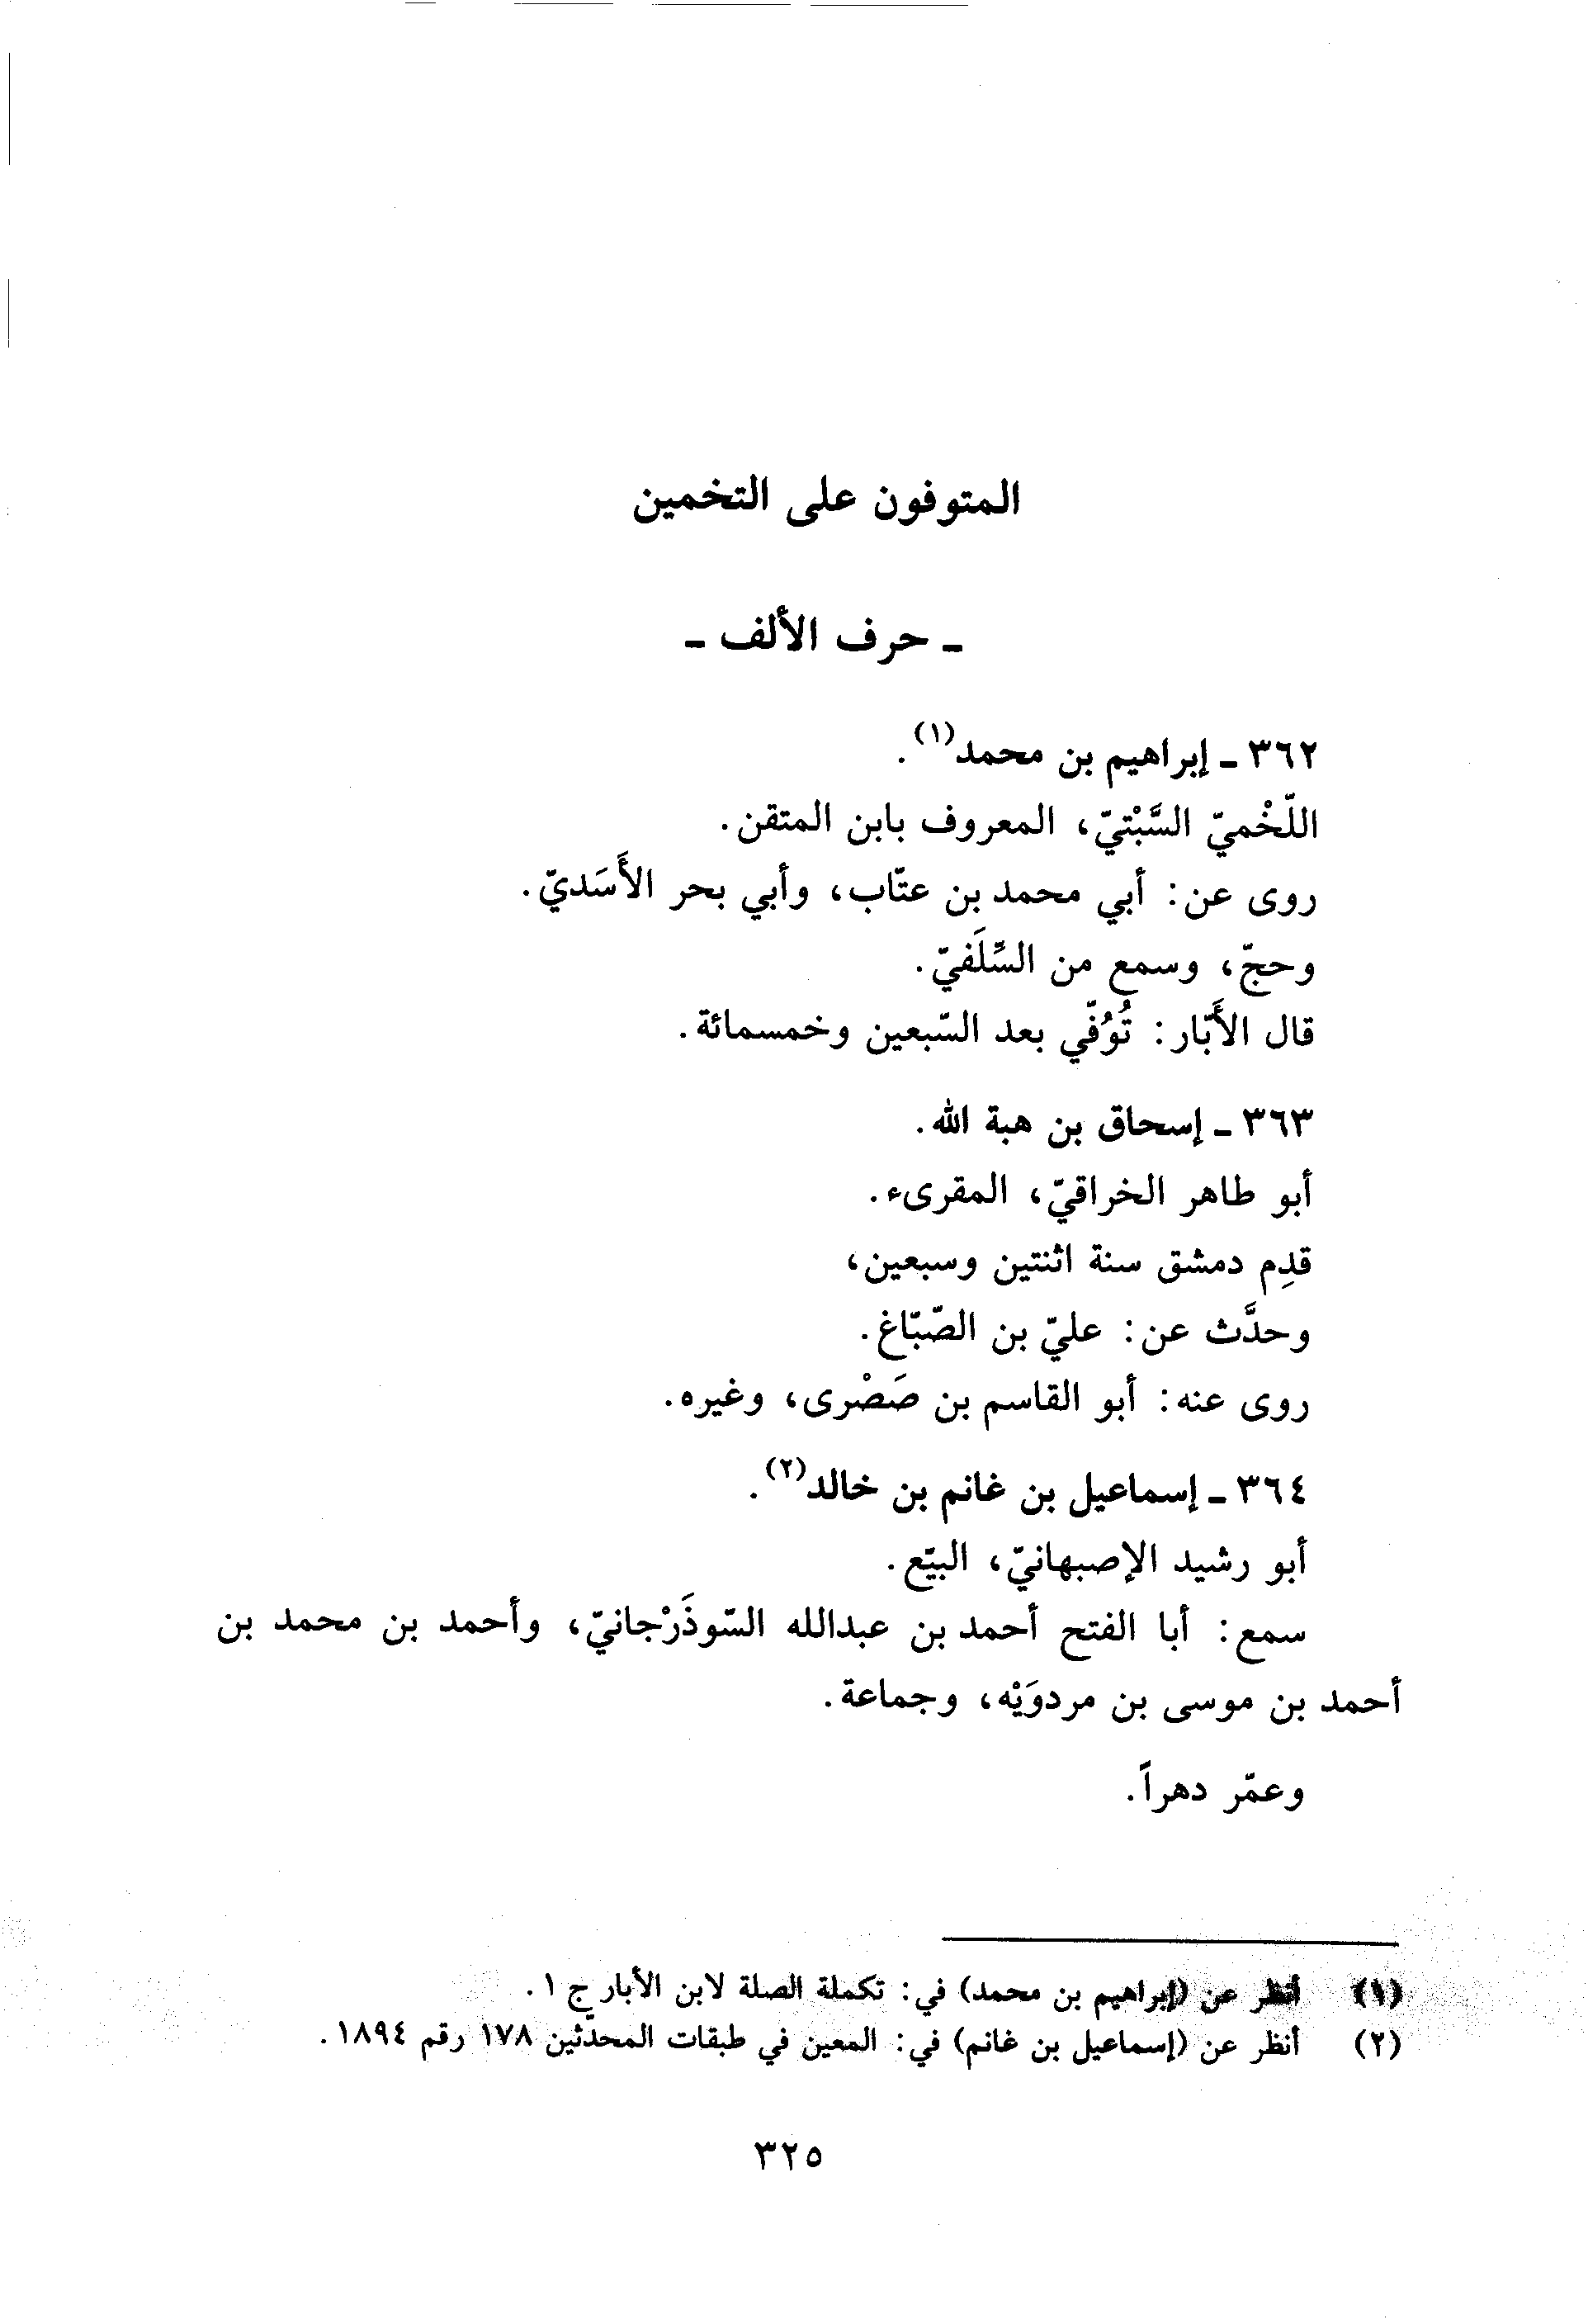 المتوفون على التخمين
ـ حرف الألف ـ
٣٦٢ ـ إبراهيم بن محمد(١).
اللّخْميّ السَّبْتيّ، المعروف بابن المتقن.
روى عن: أبي محمد بن عتّاب، وأبي بحر الأَسَديّ.
وحجّ، وسمع من السِّلَفيّ.
قال الأَبّار: تُوُفّي بعد السّبعين وخمسمائة.
٣٦٣ ـ إسحاق بن هبة الله.
أبو طاهر الخراقيّ، المقرىء.
قدِم دمشق سنة اثنتين وسبعين،
وحدَّث عن: عليّ بن الصّبّاغ.
روى عنه: أبو القاسم بن صَصْرى، وغيره.
٣٦٤ ـ إسماعيل بن غانم بن خالد(٢).
أبو رشيد الإصبهانيّ، البيّع.
سمع: أبا الفتح أحمد بن عبدالله السّوذَرْجانيّ، وأحمد بن محمد بن
أحمد بن موسى بن مردوَيْه، وجماعة.
وعمّر دهراً.
(١) أنظر عن (إبراهيم بن محمد) في: تكملة الصلة لابن الأبار ج ١.
(٢) أنظر عن (إسماعيل بن غانم) في: المعين في طبقات المحدّثين ١٧٨ رقم ١٨٩٤.
٣٢٥